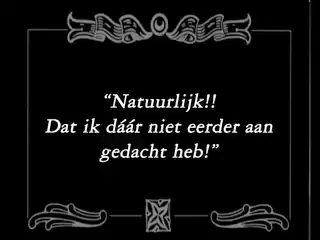 “Natuurlijk!!
Dat ik dáár niet eerder aan
gedacht heb!”